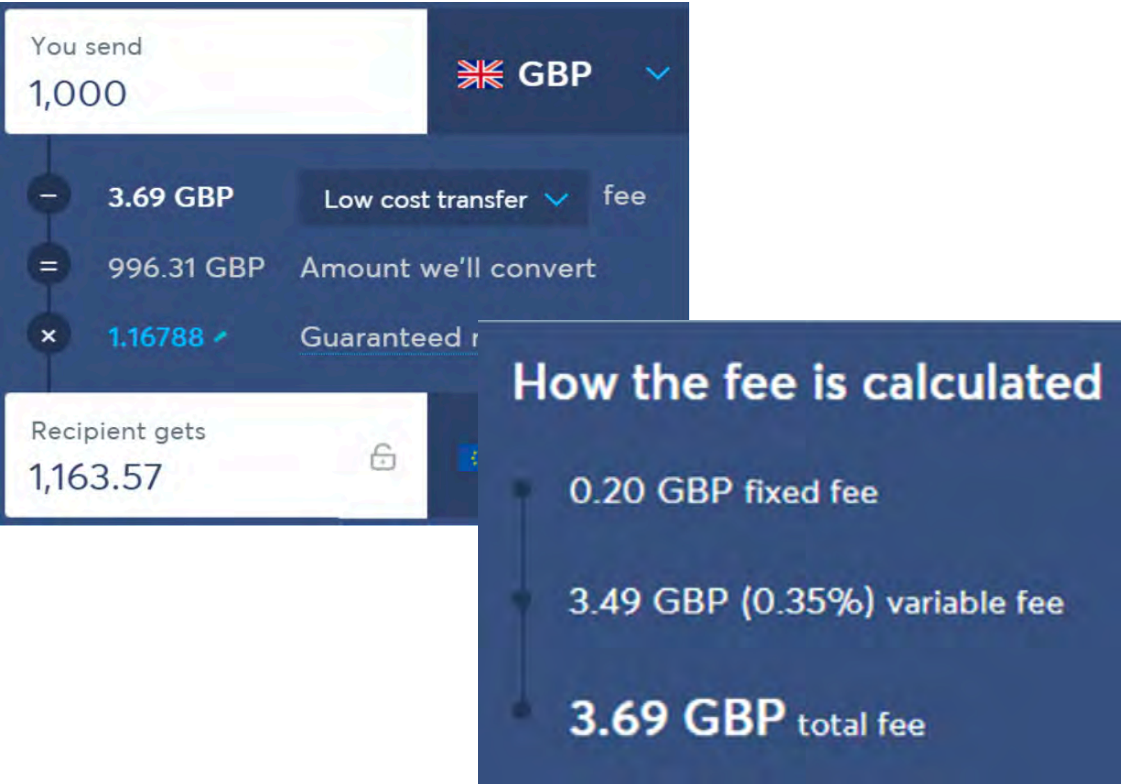 You send
1,000
GBP
3.69 GBP Low cost transfer fee
996.31 GBP Amount we'll convert
1.16788 Guaranteed
Recipient gets
1,163.57
How the fee is calculated
0.20 GBP fixed fee
3.49 GBP (0.35%) variable fee
3.69 GBP total fee